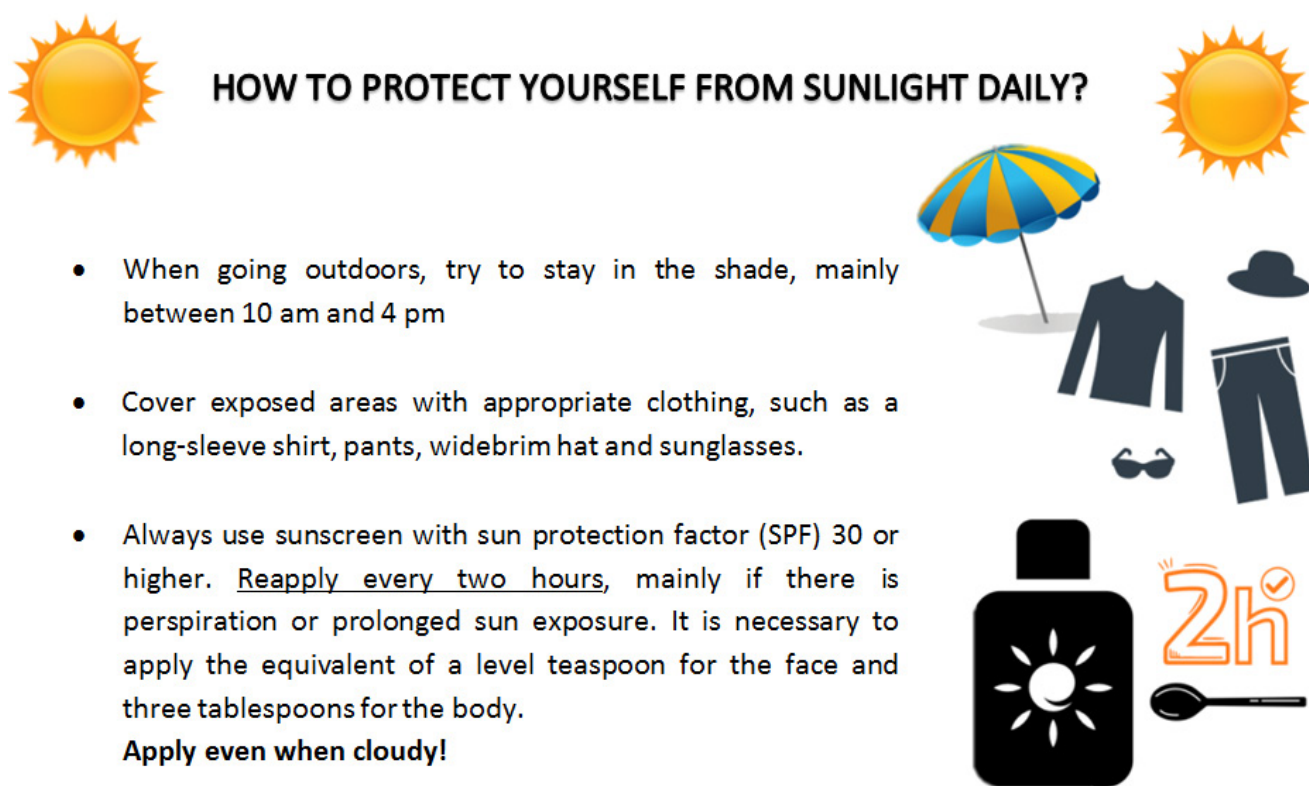 HOW TO PROTECT YOURSELF FROM SUNLIGHT DAILY?
• When going outdoors, try to stay in the shade, mainly
between 10 am and 4 pm
• Cover exposed areas with appropriate clothing, such as a
long-sleeve shirt, pants, widebrim hat and sunglasses.
• Always use sunscreen with sun protection factor (SPF) 30 or
higher. Reapply every two hours, mainly if there is
perspiration or prolonged sun exposure. It is necessary to
apply the equivalent of a level teaspoon for the face and
three tablespoons for the body.
Apply even when cloudy!
2h